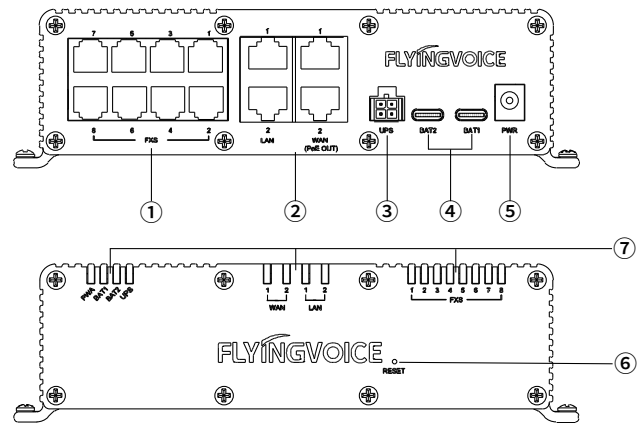 7 5 3 1 1 1
FLYINGVOICE
8 6 4 2 2 2
FXS LAN WAN
(PoE OUT)
UPS BAT2 BAT1 PWR
① ② ③ ④ ⑤
⑦
PWR BAT1 BAT2 UPS
1 2 1 2
WAN LAN
1 2 3 4 5 6 7 8
FXS
FLYINGVOICE
RESET
⑥